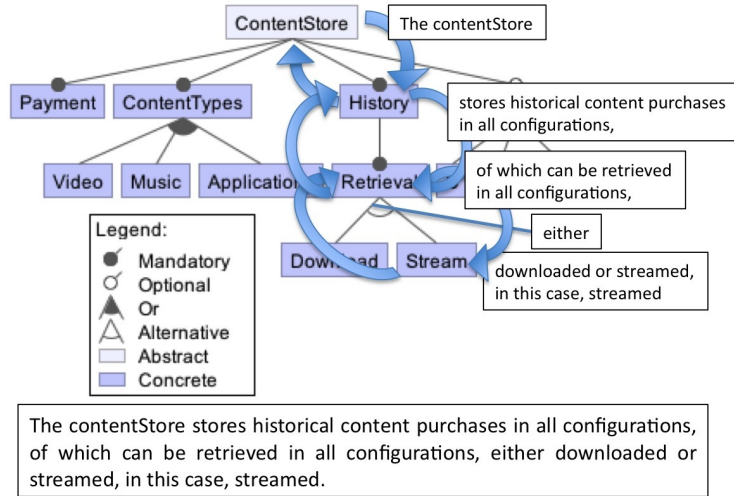 ContentStore
The contentStore
Payment
ContentTypes
History
stores historical content purchases
in all configurations,
of which can be retrieved
in all configurations,
Video
Music
Application
Retrieval
either
Download
Stream
downloaded or streamed,
in this case, streamed
Legend:
Mandatory
Optional
Or
Alternative
Abstract
Concrete
The contentStore stores historical content purchases in all configurations,
of which can be retrieved in all configurations, either downloaded or
streamed, in this case, streamed.